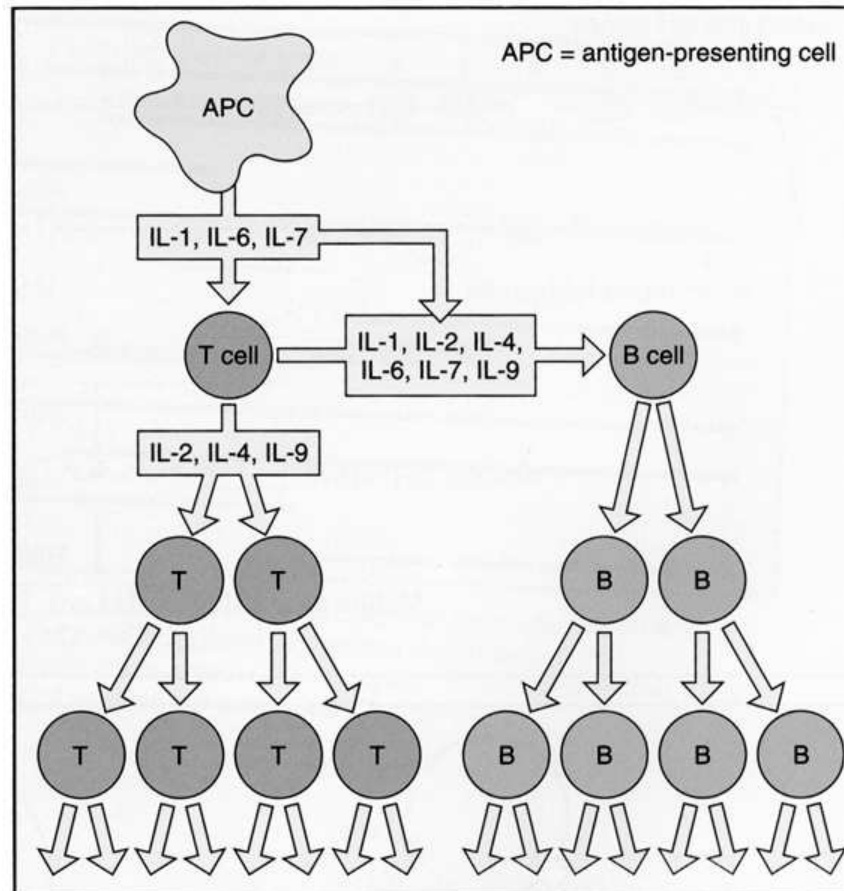 APC = antigen-presenting cell
APC
IL-1, IL-6, IL-7
T cell
IL-1, IL-2, IL-4,
IL-6, IL-7, IL-9
B cell
IL-2, IL-4, IL-9
T T B B
T T T T B B B B